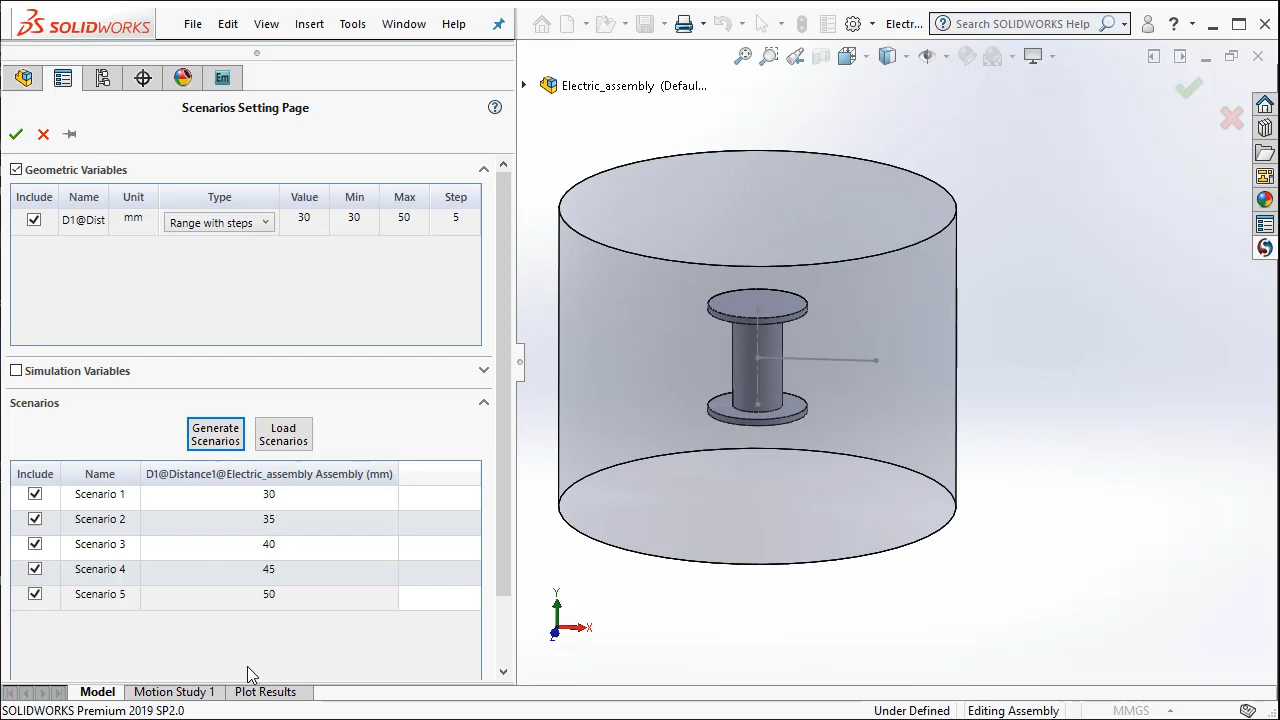 SOLIDWORKS File Edit View Insert Tools Window Help Electr... Search SOLIDWORKS Help ?
Em
Electric_assembly (Defaul...
Scenarios Setting Page
Geometric Variables
Include Name Unit Type Value Min Max Step
D1@Dist mm Range with steps 30 30 50 5
Simulation Variables
Scenarios
Generate Scenarios
Load Scenarios
Include Name D1@Distance1@Electric_assembly Assembly (mm)
Scenario 1 30
Scenario 2 35
Scenario 3 40
Scenario 4 45
Scenario 5 50
Y
X
Z
Model Motion Study 1 Plot Results
SOLIDWORKS Premium 2019 SP2.0 Under Defined Editing Assembly MMGS